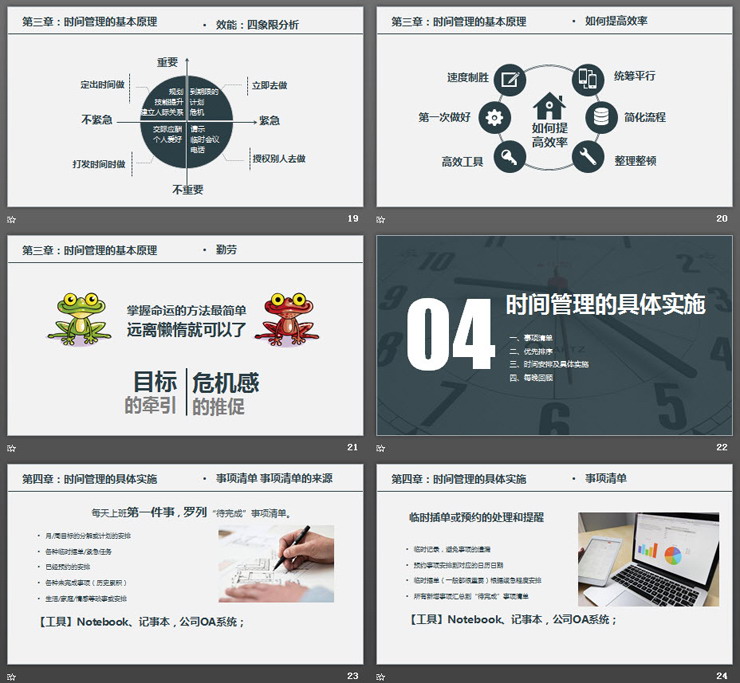 第三章：时间管理的基本原理
• 效能：四象限分析
重要
定出时间做
立即去做
规划
技能提升
建立人际关系
到期限的
计划
危机
不紧急
紧急
交际应酬
个人爱好
请示
临时会议
电话
打发时间时做
授权别人去做
不重要
19
第三章：时间管理的基本原理
• 如何提高效率
速度制胜
统筹平行
第一次做好
简化流程
如何提
高效率
高效工具
整理整顿
20
第三章：时间管理的基本原理
• 勤劳
掌握命运的方法最简单
远离懒惰就可以了
目标
的牵引
危机感
的推促
21
04
时间管理的具体实施
一、事项清单
二、优先排序
三、时间安排及具体实施
四、每晚回顾
22
第四章：时间管理的具体实施
• 事项清单 事项清单的来源
每天上班第一件事，罗列“待完成”事项清单。
• 月/周目标的分解或计划的安排
• 各种临时插单/紧急任务
• 已经预约的安排
• 各种未完成事项（历史累积）
• 生活/家庭/情感等琐事或安排
【工具】Notebook、记事本，公司OA系统；
23
第四章：时间管理的具体实施
• 事项清单
临时插单或预约的处理和提醒
• 临时记录，避免事项的遗漏
• 预约事项安排到对应的日历日期
• 临时插单（一般都很重要）根据紧急程度安排
• 所有新增事项汇总到“待完成”事项清单
【工具】Notebook、记事本，公司OA系统；
24